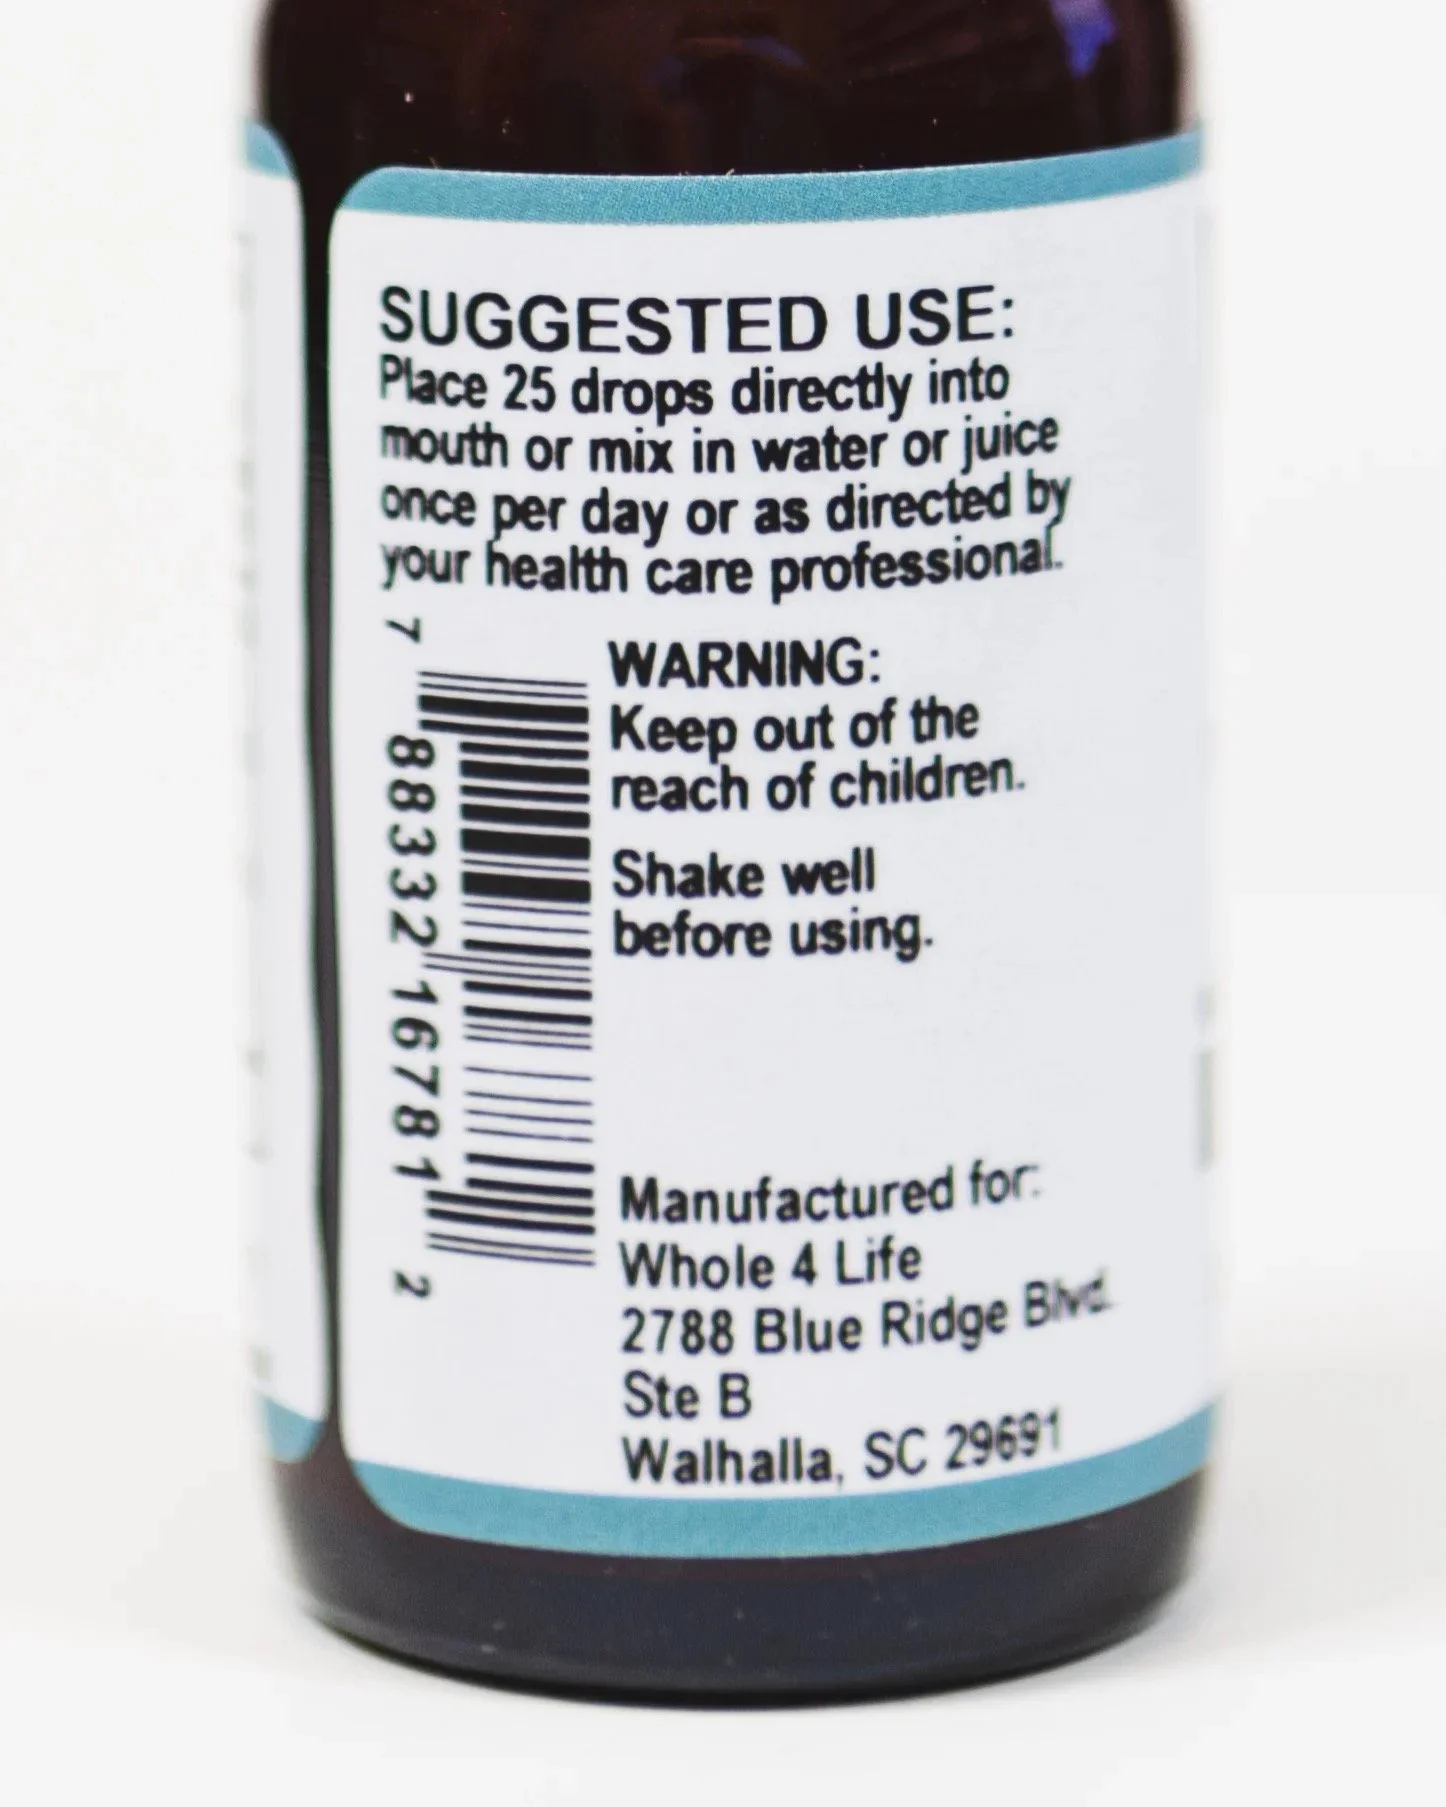 SUGGESTED USE:
Place 25 drops directly into
mouth or mix in water or juice
once per day or as directed by
your health care professional.
7 88332 16781 2
WARNING:
Keep out of the
reach of children.
Shake well
before using.
Manufactured for:
Whole 4 Life
2788 Blue Ridge Blvd.
Ste B
Walhalla, SC 29691